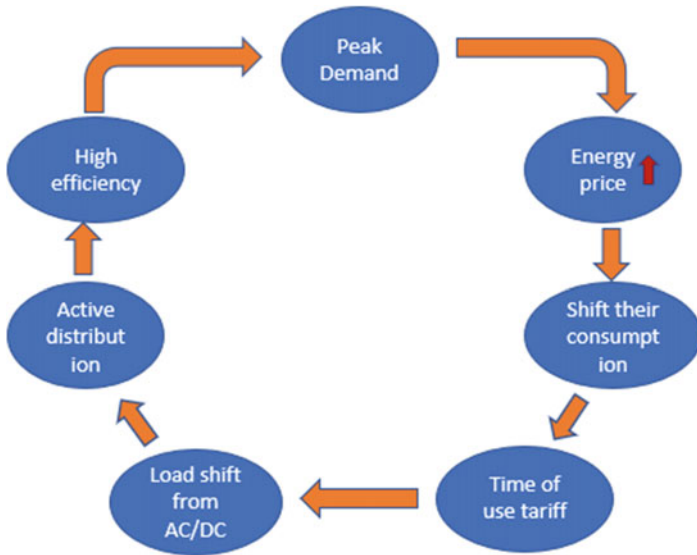 Peak
Demand
Energy
price
Shift their
consumpt
ion
Time of
use tariff
Load shift
from
AC/DC
Active
distribut
ion
High
efficiency